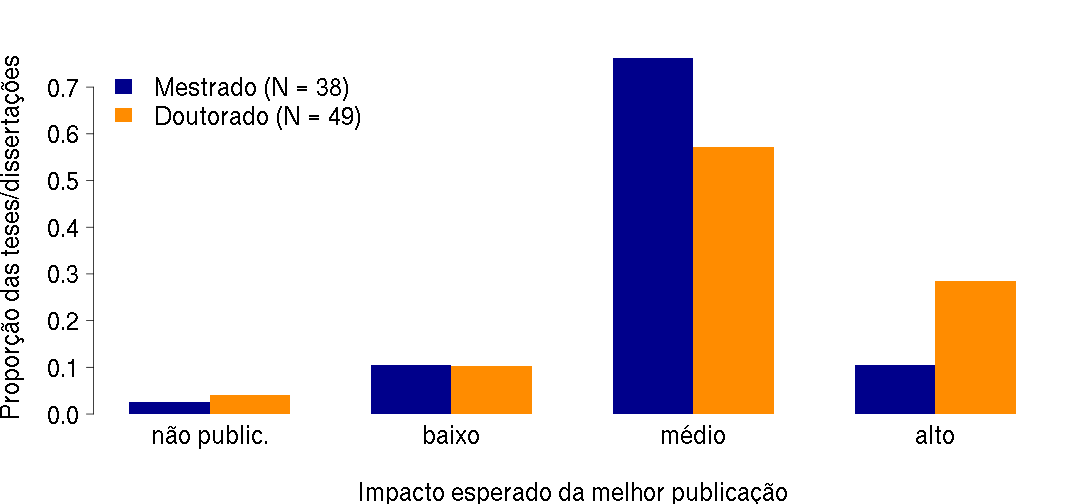 Proporção das teses/dissertações
0.7
0.6
0.5
0.4
0.3
0.2
0.1
0.0
Mestrado (N = 38)
Doutorado (N = 49)
não public.
baixo
médio
alto
Impacto esperado da melhor publicação